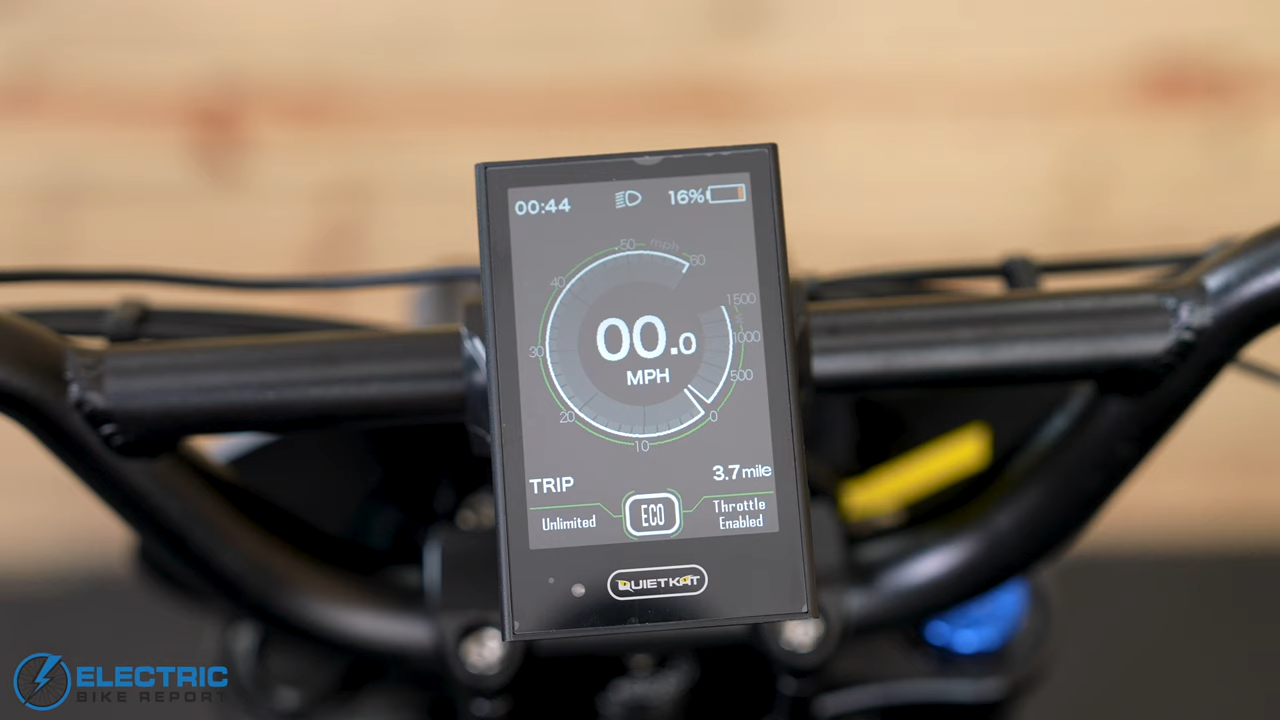 00:44 16%
50 mph 60
40
1500
30 1000
00.0
MPH
500
20
0
10
TRIP 3.7 mile
Unlimited ECO Throttle
Enabled
QUIETKAT
ELECTRIC
BIKE REPORT